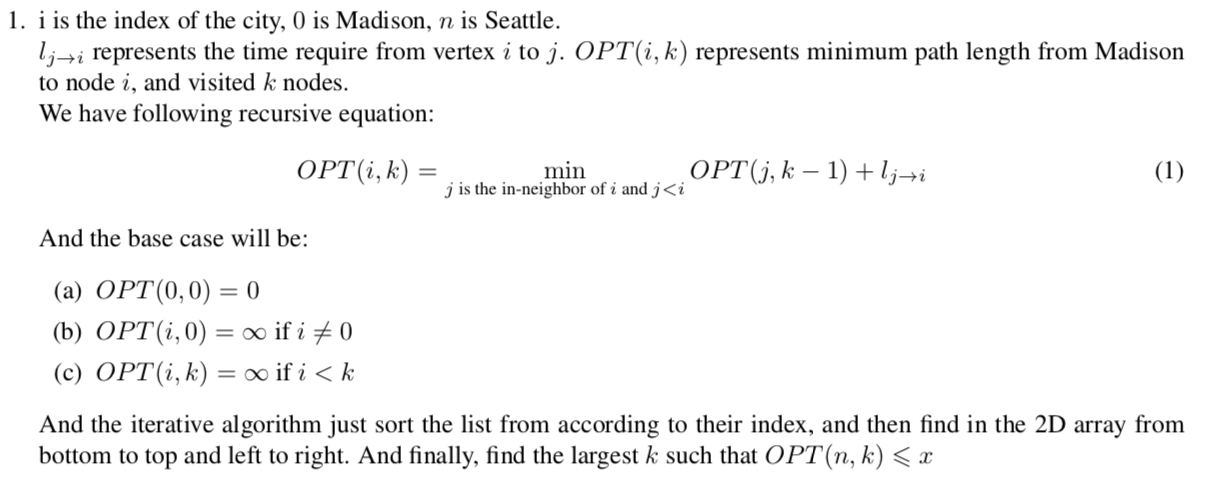 1. i is the index of the city, 0 is Madison, n is Seattle.
l_{j→i} represents the time require from vertex i to j. OPT(i, k) represents minimum path length from Madison
to node i, and visited k nodes.
We have following recursive equation:
OPT(i, k) = min_{j is the in-neighbor of i and j<i} OPT(j, k − 1) + l_{j→i} (1)
And the base case will be:
(a) OPT(0, 0) = 0
(b) OPT(i, 0) = ∞ if i ≠ 0
(c) OPT(i, k) = ∞ if i < k
And the iterative algorithm just sort the list from according to their index, and then find in the 2D array from
bottom to top and left to right. And finally, find the largest k such that OPT(n, k) ⩽ x